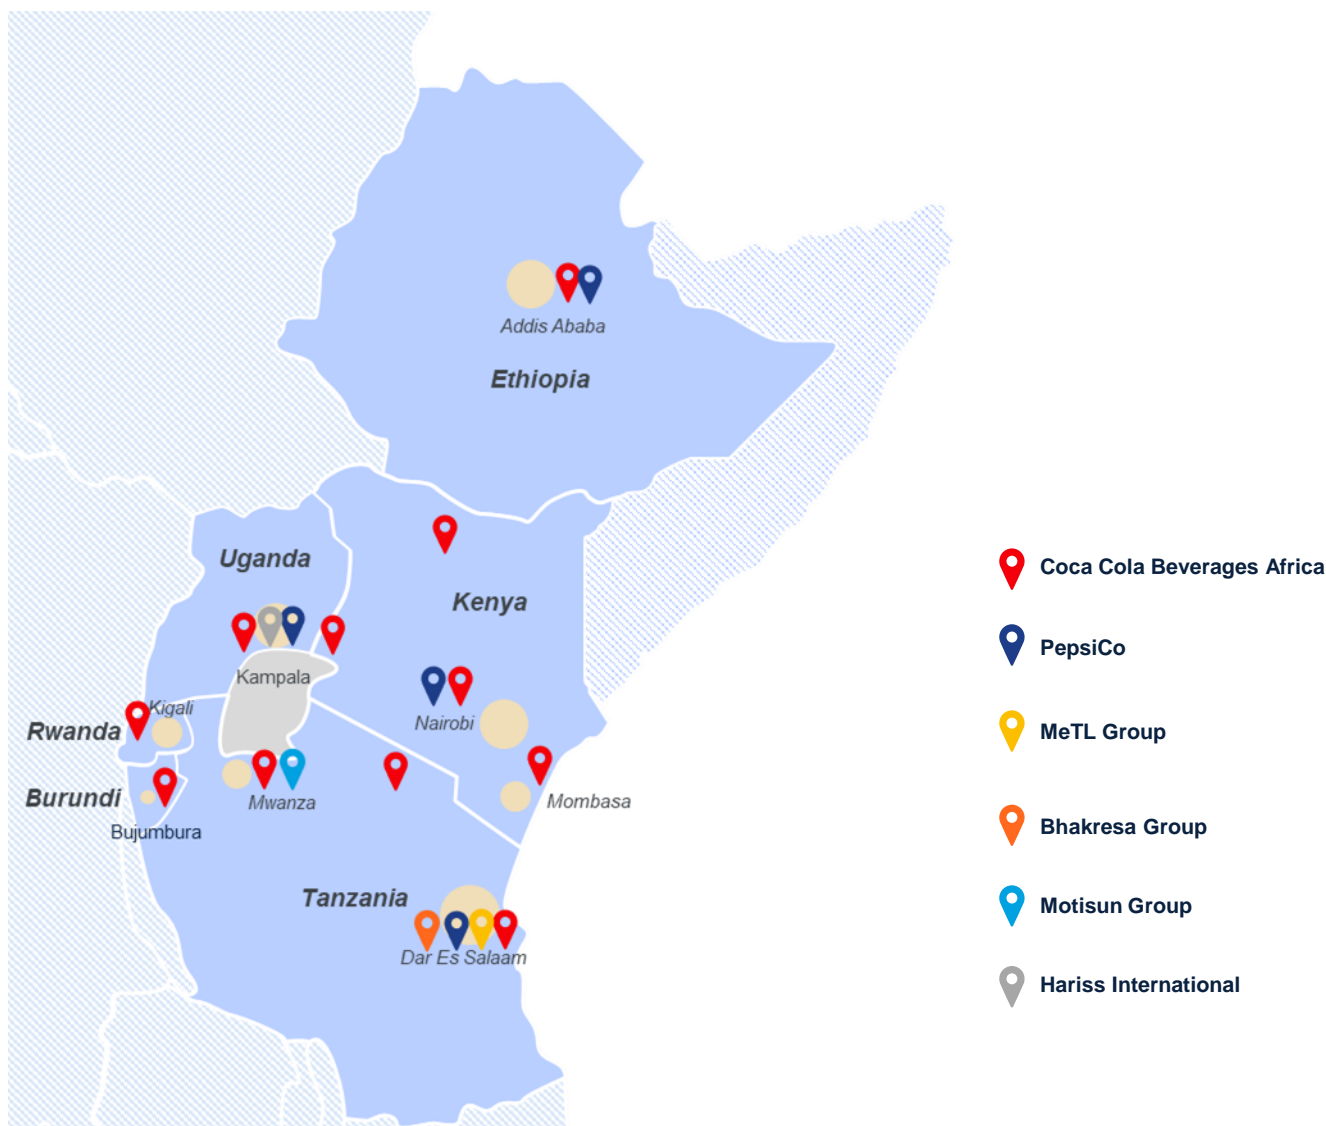 Addis Ababa
Ethiopia
Uganda
Kenya
Kampala
Kigali
Nairobi
Rwanda
Burundi
Mwanza
Mombasa
Bujumbura
Tanzania
Dar Es Salaam
Coca Cola Beverages Africa
PepsiCo
MeTL Group
Bhakresa Group
Motisun Group
Hariss International